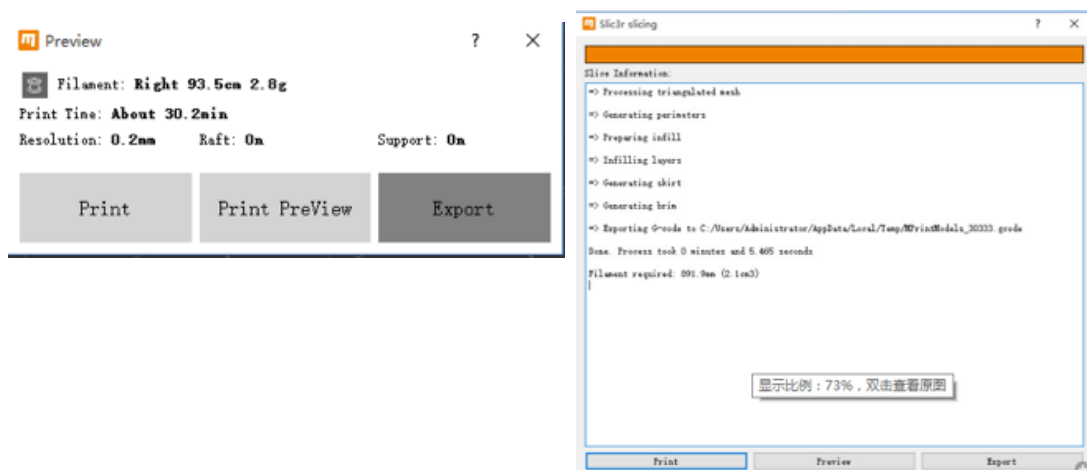 Preview
Filament: Right 93.5cm 2.8g
Print Time: About 30.2min
Resolution: 0.2mm Raft: On Support: On
Print Print PreView Export
Slic3r slicing
Slice Information:
=> Processing triangulated mesh
=> Generating perimeters
=> Preparing infill
=> Infilling layers
=> Generating skirt
=> Generating brim
=> Exporting G-code to C:/Users/Administrator/AppData/Local/Temp/MPrintModels_30333.gcode
Done. Process took 0 minutes and 5.465 seconds
Filament required: 891.9mm (2.1cm3)
显示比例：73%，双击查看原图
Print Preview Export